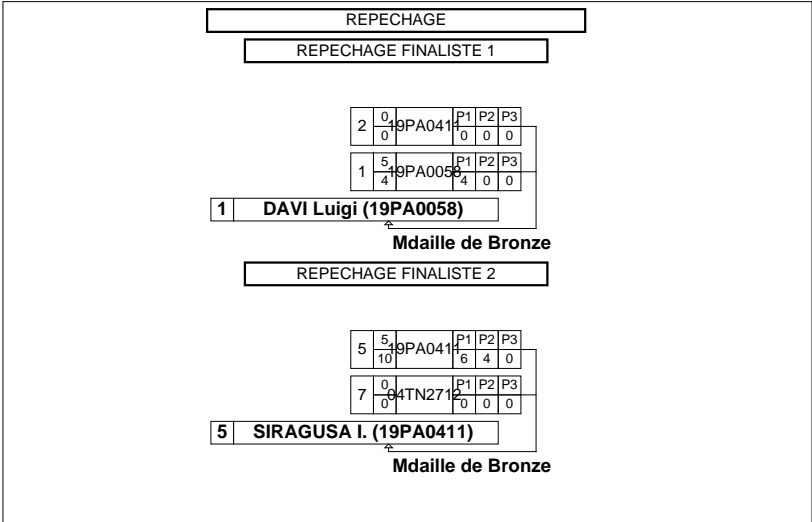 REPECHAGE
REPECHAGE FINALISTE 1
2 0 0 19PA0411 P1 P2 P3 0 0 0
1 5 4 19PA0058 P1 P2 P3 4 0 0
1 DAVI Luigi (19PA0058)
Mdaille de Bronze
REPECHAGE FINALISTE 2
5 5 10 19PA0411 P1 P2 P3 6 4 0
7 0 0 04TN2712 P1 P2 P3 0 0 0
5 SIRAGUSA I. (19PA0411)
Mdaille de Bronze